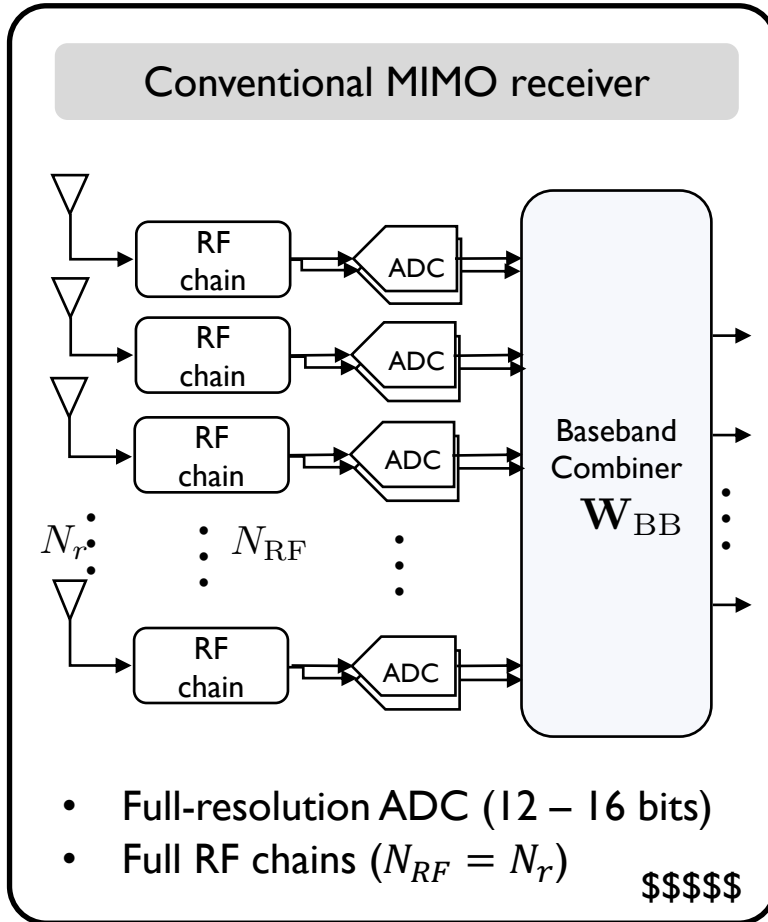 Conventional MIMO receiver
RF
chain
ADC
RF
chain
ADC
RF
chain
ADC
Baseband
Combiner
W_BB
N_r
N_RF
RF
chain
ADC
• Full-resolution ADC (12 – 16 bits)
• Full RF chains (N_RF = N_r)
$$$$$